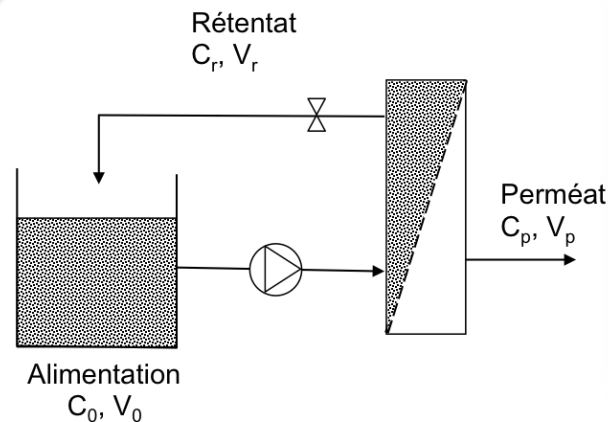 Rétentat
Cr, Vr
Perméat
Cp, Vp
Alimentation
C0, V0